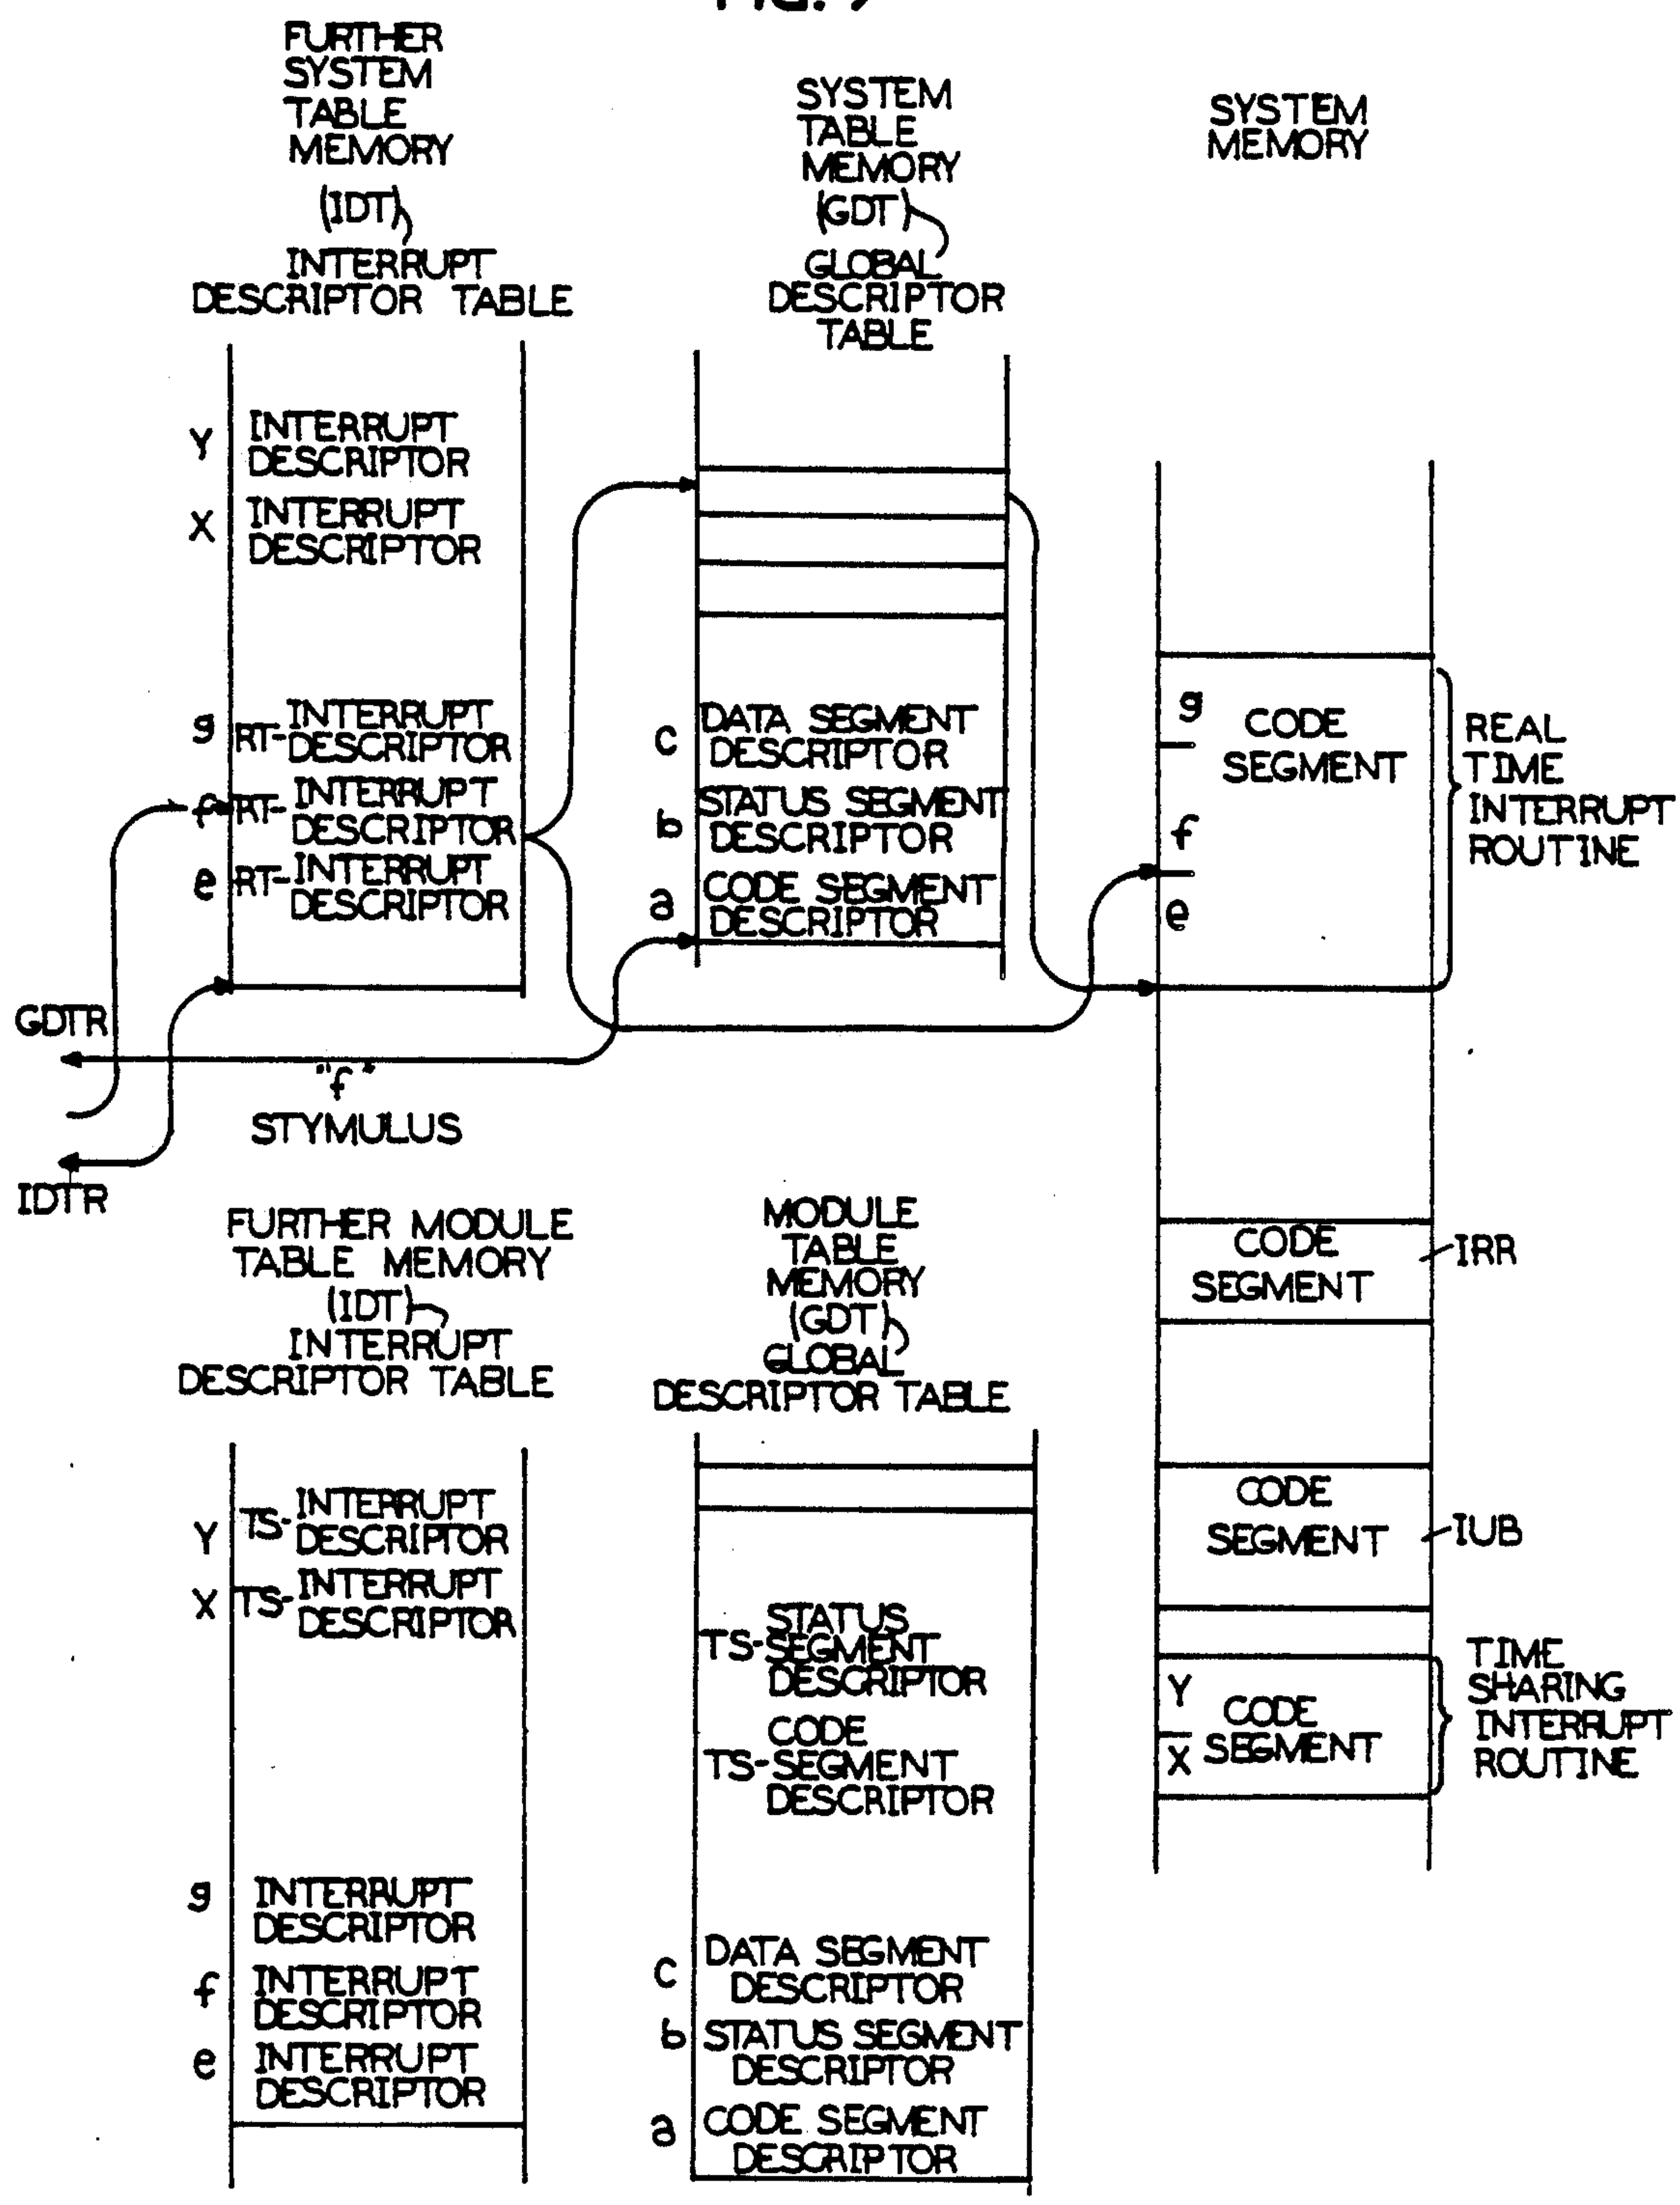 FIG. 9
FURTHER
SYSTEM
TABLE
MEMORY
(IDT)
INTERRUPT
DESCRIPTOR TABLE
SYSTEM
TABLE
MEMORY
(GDT)
GLOBAL
DESCRIPTOR
TABLE
SYSTEM
MEMORY
Y INTERRUPT
DESCRIPTOR
X INTERRUPT
DESCRIPTOR
g RT-INTERRUPT
DESCRIPTOR
f RT-INTERRUPT
DESCRIPTOR
e RT-INTERRUPT
DESCRIPTOR
c DATA SEGMENT
DESCRIPTOR
b STATUS SEGMENT
DESCRIPTOR
a CODE SEGMENT
DESCRIPTOR
g
f
e
CODE
SEGMENT
REAL
TIME
INTERRUPT
ROUTINE
GDTR
"f"
STYMULUS
IDTR
FURTHER MODULE
TABLE MEMORY
(IDT)
INTERRUPT
DESCRIPTOR TABLE
MODULE
TABLE
MEMORY
(GDT)
GLOBAL
DESCRIPTOR TABLE
CODE
SEGMENT
IRR
CODE
SEGMENT
IUB
Y TS-INTERRUPT
DESCRIPTOR
X TS-INTERRUPT
DESCRIPTOR
g INTERRUPT
DESCRIPTOR
f INTERRUPT
DESCRIPTOR
e INTERRUPT
DESCRIPTOR
STATUS
TS-SEGMENT
DESCRIPTOR
CODE
TS-SEGMENT
DESCRIPTOR
c DATA SEGMENT
DESCRIPTOR
b STATUS SEGMENT
DESCRIPTOR
a CODE SEGMENT
DESCRIPTOR
Y
X
CODE
SEGMENT
TIME
SHARING
INTERRUPT
ROUTINE